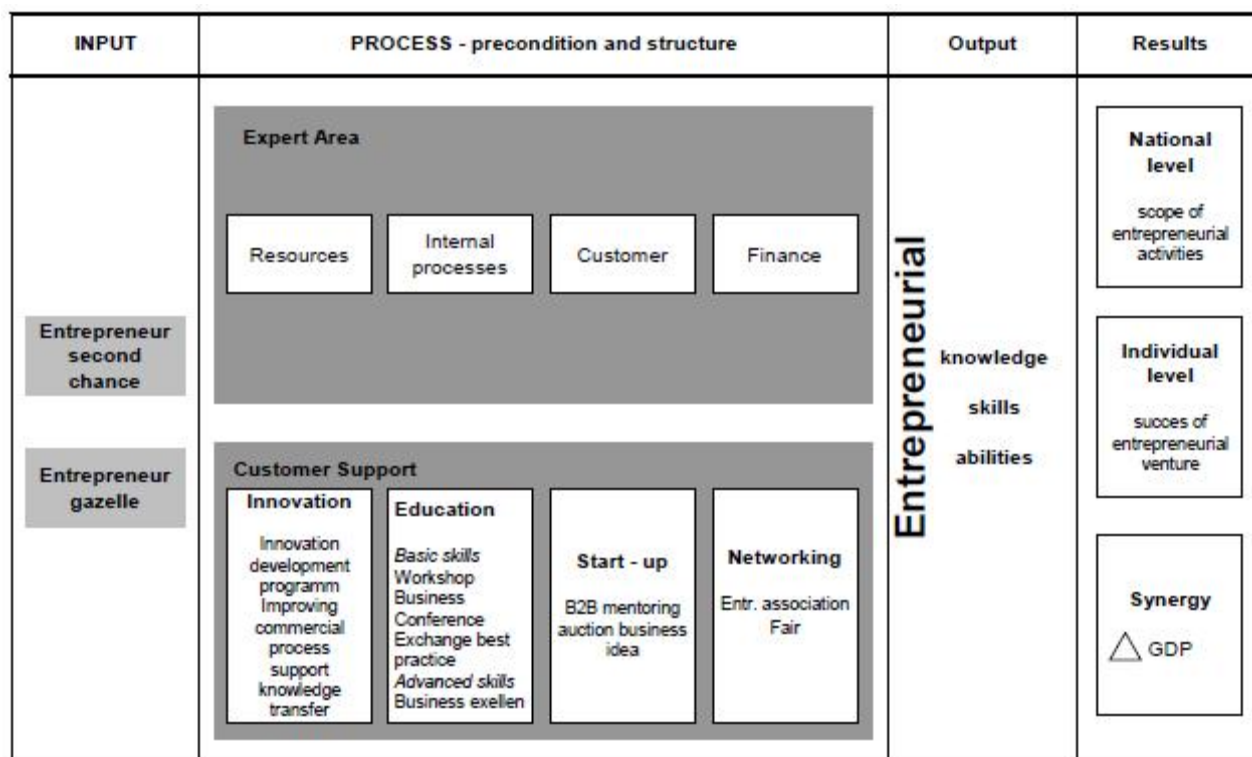 INPUT
PROCESS - precondition and structure
Output
Results
Entrepreneur
second
chance
Entrepreneur
gazelle
Expert Area
Resources
Internal
processes
Customer
Finance
Customer Support
Innovation
Innovation
development
programm
Improving
commercial
process
support
knowledge
transfer
Education
Basic skills
Workshop
Business
Conference
Exchange best
practice
Advanced skills
Business exellen
Start - up
B2B mentoring
auction business
idea
Networking
Entr. association
Fair
Entrepreneurial
knowledge
skills
abilities
National
level
scope of
entrepreneurial
activities
Individual
level
succes of
entrepreneurial
venture
Synergy
△ GDP